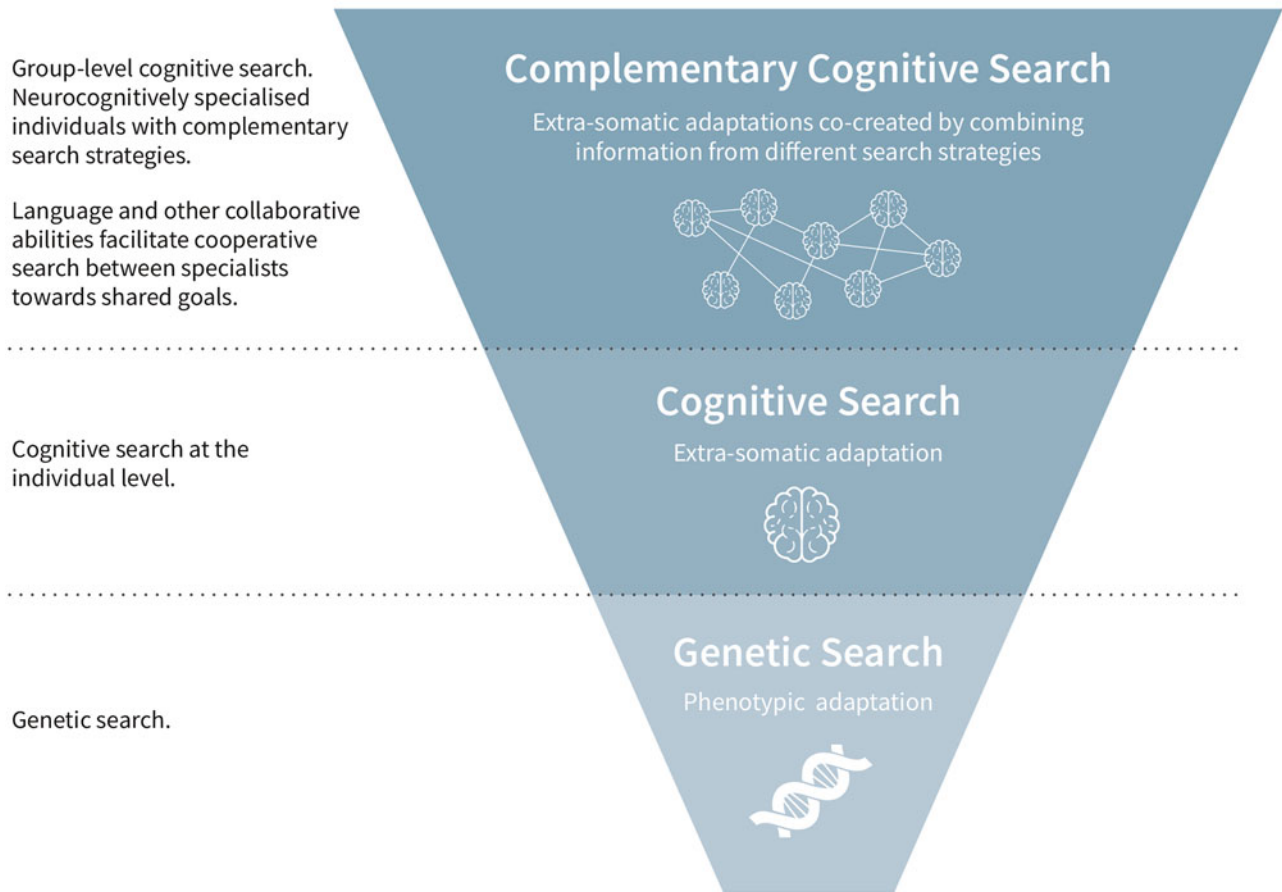 Group-level cognitive search.
Neurocognitively specialised
individuals with complementary
search strategies.
Language and other collaborative
abilities facilitate cooperative
search between specialists
towards shared goals.
Complementary Cognitive Search
Extra-somatic adaptations co-created by combining
information from different search strategies
Cognitive search at the
individual level.
Cognitive Search
Extra-somatic adaptation
Genetic search.
Genetic Search
Phenotypic adaptation